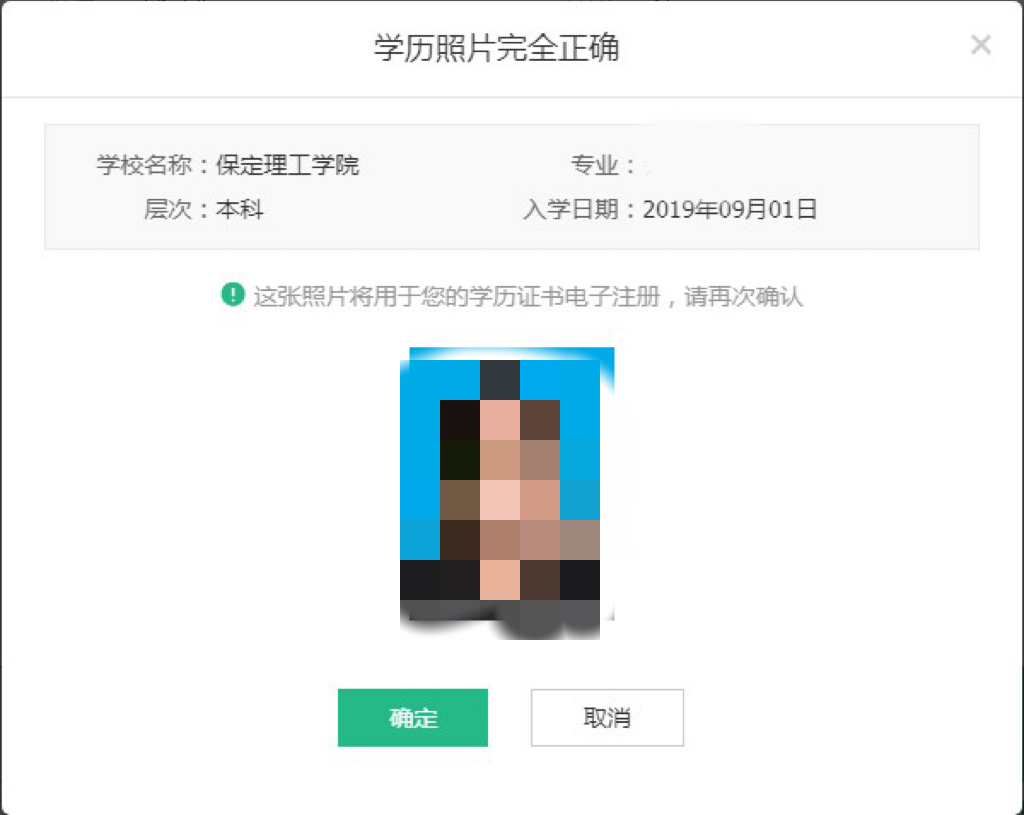 学历照片完全正确
学校名称：保定理工学院 专业：
层次：本科 入学日期：2019年09月01日
这张照片将用于您的学历证书电子注册，请再次确认
确定 取消